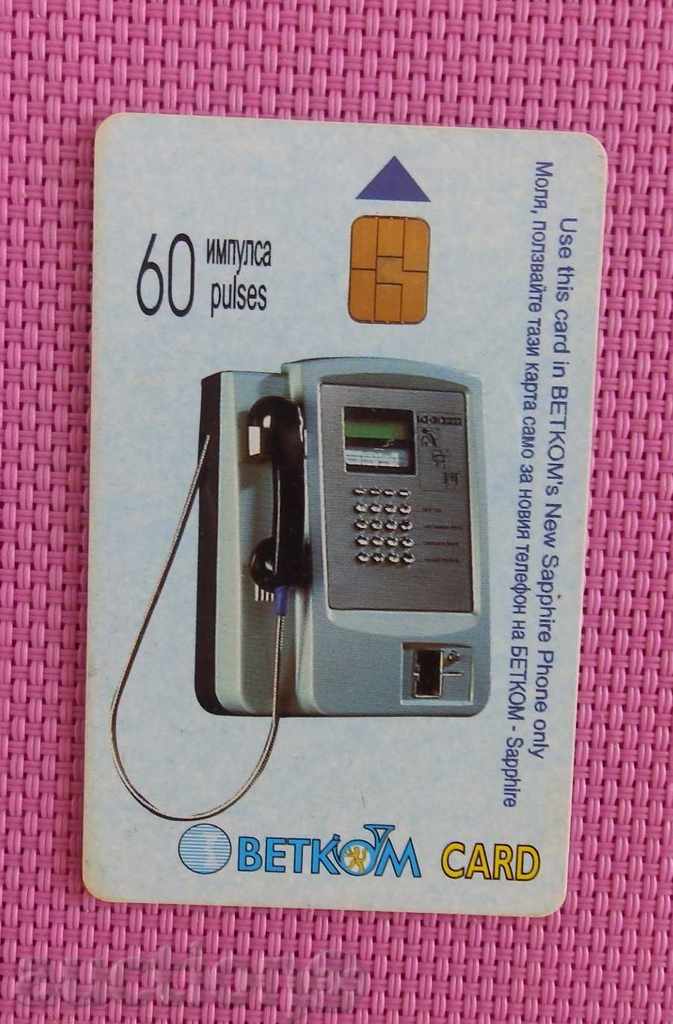 60 импулса
pulses
Use this card in BETKOM's New Sapphire Phone only
Моля, ползвайте тази карта само за новия телефон на БЕТКОМ - Sapphire
BETKOM CARD